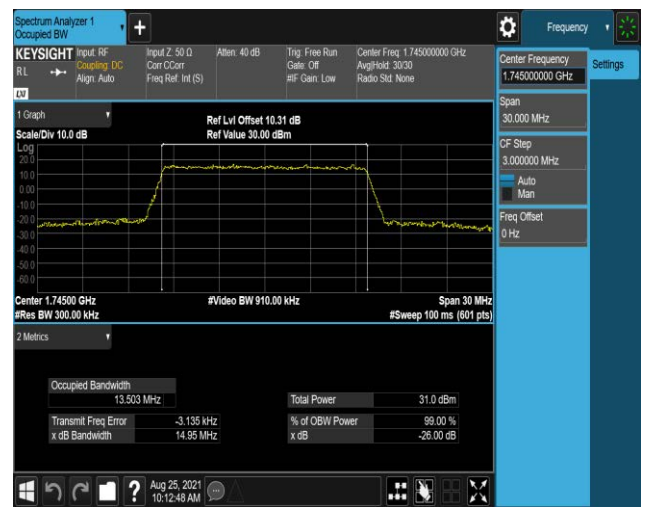 Spectrum Analyzer 1
Occupied BW
Frequency
KEYSIGHT
RL
LXI
Input: RF
Coupling: DC
Align: Auto
Input Z: 50 Ω
Corr CCorr
Freq Ref: Int (S)
Atten: 40 dB
Trig: Free Run
Gate: Off
#IF Gain: Low
Center Freq: 1.745000000 GHz
Avg|Hold: 30/30
Radio Std: None
Center Frequency
1.745000000 GHz
Settings
Span
30.000 MHz
CF Step
3.000000 MHz
Auto
Man
Freq Offset
0 Hz
1 Graph
Scale/Div 10.0 dB
Ref Lvl Offset 10.31 dB
Ref Value 30.00 dBm
Log
20.0
10.0
0.00
-10.0
-20.0
-30.0
-40.0
-50.0
-60.0
Center 1.74500 GHz
#Video BW 910.00 kHz
Span 30 MHz
#Res BW 300.00 kHz
#Sweep 100 ms (601 pts)
2 Metrics
Occupied Bandwidth
13.503 MHz
Total Power 31.0 dBm
Transmit Freq Error -3.135 kHz
% of OBW Power 99.00 %
x dB Bandwidth 14.95 MHz
x dB -26.00 dB
?
Aug 25, 2021
10:12:48 AM